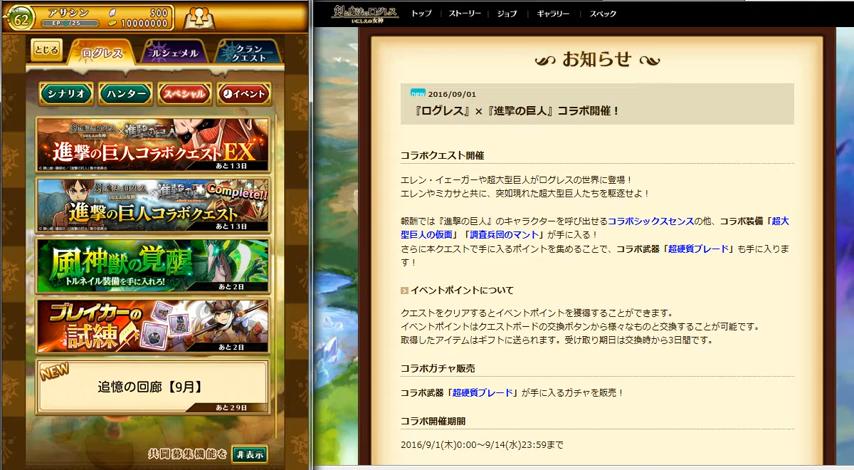 62
アサシン
500
EP 25
10000000
とじる
ログレス
ルシェメル
クラン
クエスト
シナリオ
ハンター
スペシャル
イベント
進撃の巨人コラボクエストEX
あと13日
Complete!!
進撃の巨人コラボクエスト
あと13日
風神獣の覚醒
トルネイル装備を手に入れろ!
あと2日
ブレイカーの
試練
あと2日
NEW
追憶の回廊【9月】
あと29日
共闘募集機能を
非表示
剣と魔法のログレス
いにしえの女神
トップ
ストーリー
ジョブ
ギャラリー
スペック
お知らせ
new 2016/09/01
『ログレス』×『進撃の巨人』コラボ開催！
コラボクエスト開催
エレン・イェーガーや超大型巨人がログレスの世界に登場！
エレンやミカサと共に、突如現れた超大型巨人たちを駆逐せよ！
報酬では『進撃の巨人』のキャラクターを呼び出せるコラボシックスセンスの他、コラボ装備「超大
型巨人の仮面」「調査兵団のマント」が手に入る！
さらに本クエストで手に入るポイントを集めることで、コラボ武器「超硬質ブレード」も手に入りま
す！
イベントポイントについて
クエストをクリアするとイベントポイントを獲得することができます。
イベントポイントはクエストボードの交換ボタンから様々なものと交換することが可能です。
取得したアイテムはギフトに送られます。受け取り期日は交換時から3日間です。
コラボガチャ販売
コラボ武器「超硬質ブレード」が手に入るガチャを販売！
コラボ開催期間
2016/9/1(木)0:00～9/14(水)23:59まで